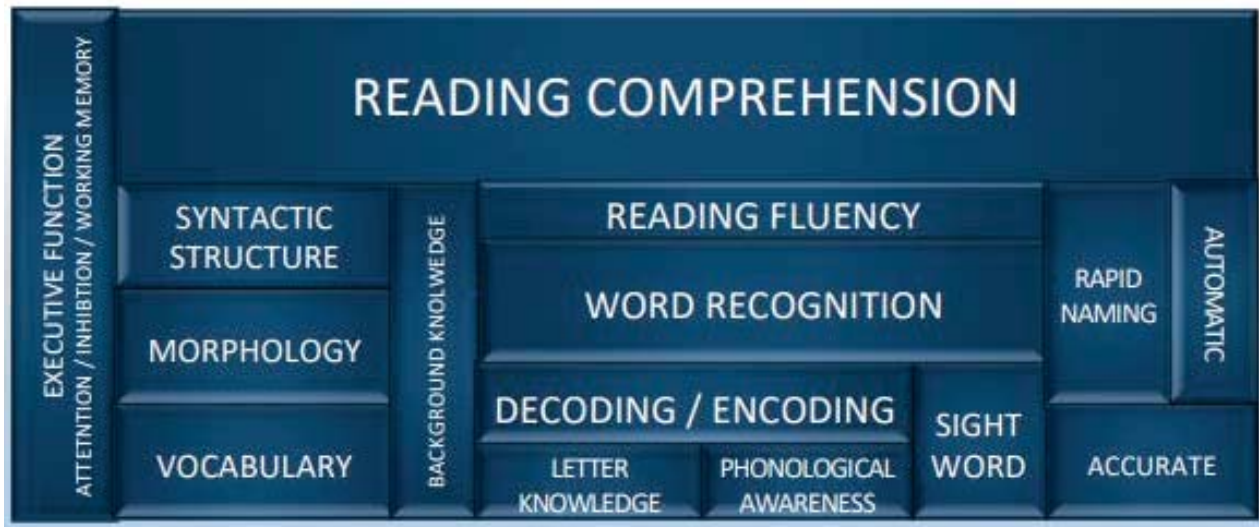 EXECUTIVE FUNCTION
ATTETNTION / INHIBITION / WORKING MEMORY
READING COMPREHENSION
SYNTACTIC
STRUCTURE
MORPHOLOGY
VOCABULARY
BACKGROUND KNOLWEDGE
READING FLUENCY
WORD RECOGNITION
DECODING / ENCODING
LETTER
KNOWLEDGE
PHONOLOGICAL
AWARENESS
SIGHT
WORD
RAPID
NAMING
AUTOMATIC
ACCURATE